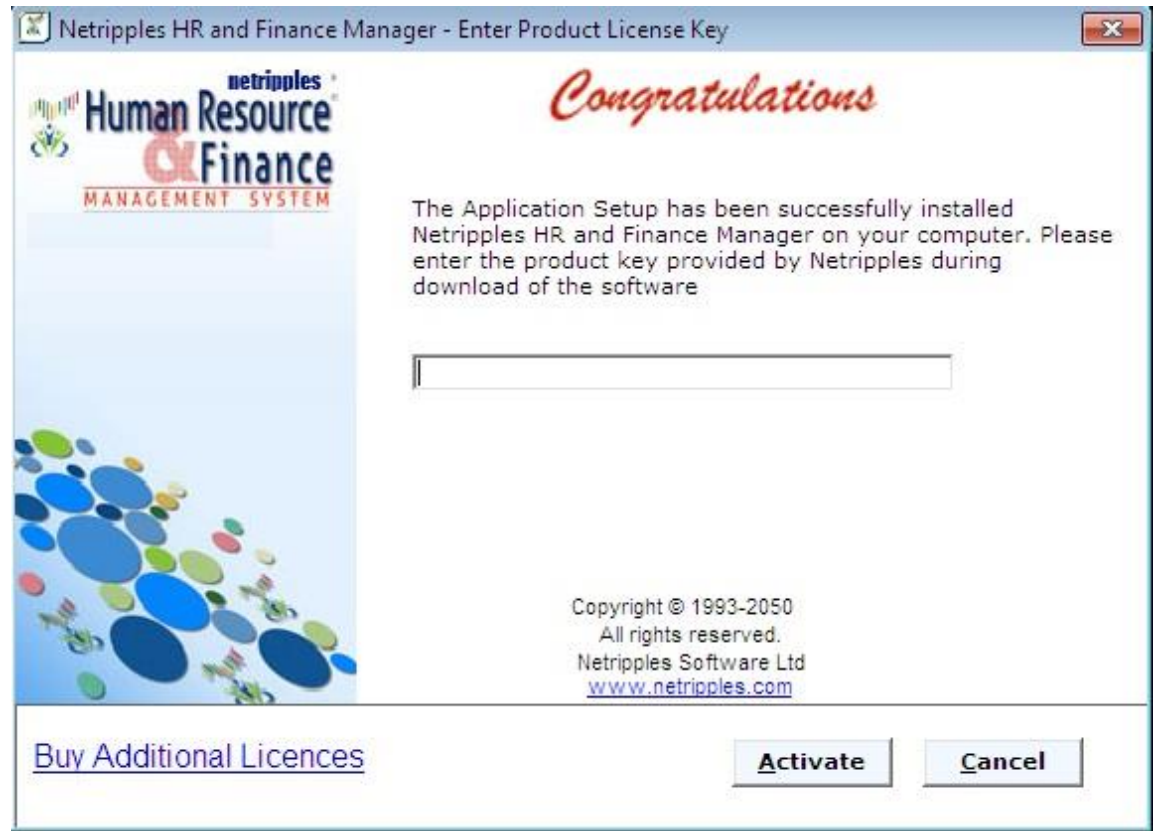 Netripples HR and Finance Manager - Enter Product License Key
netripples
Human Resource
&Finance
MANAGEMENT SYSTEM
Congratulations
The Application Setup has been successfully installed
Netripples HR and Finance Manager on your computer. Please
enter the product key provided by Netripples during
download of the software
Copyright © 1993-2050
All rights reserved.
Netripples Software Ltd
www.netripples.com
Buy Additional Licences
Activate
Cancel